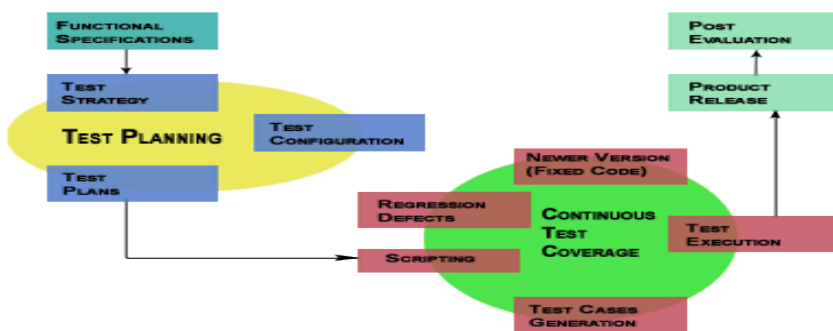 Functional
Specifications
Test
Strategy
Test Planning
Test
Configuration
Test
Plans
Post
Evaluation
Product
Release
Newer Version
(Fixed Code)
Regression
Defects
Continuous
Test
Coverage
Test
Execution
Scripting
Test Cases
Generation